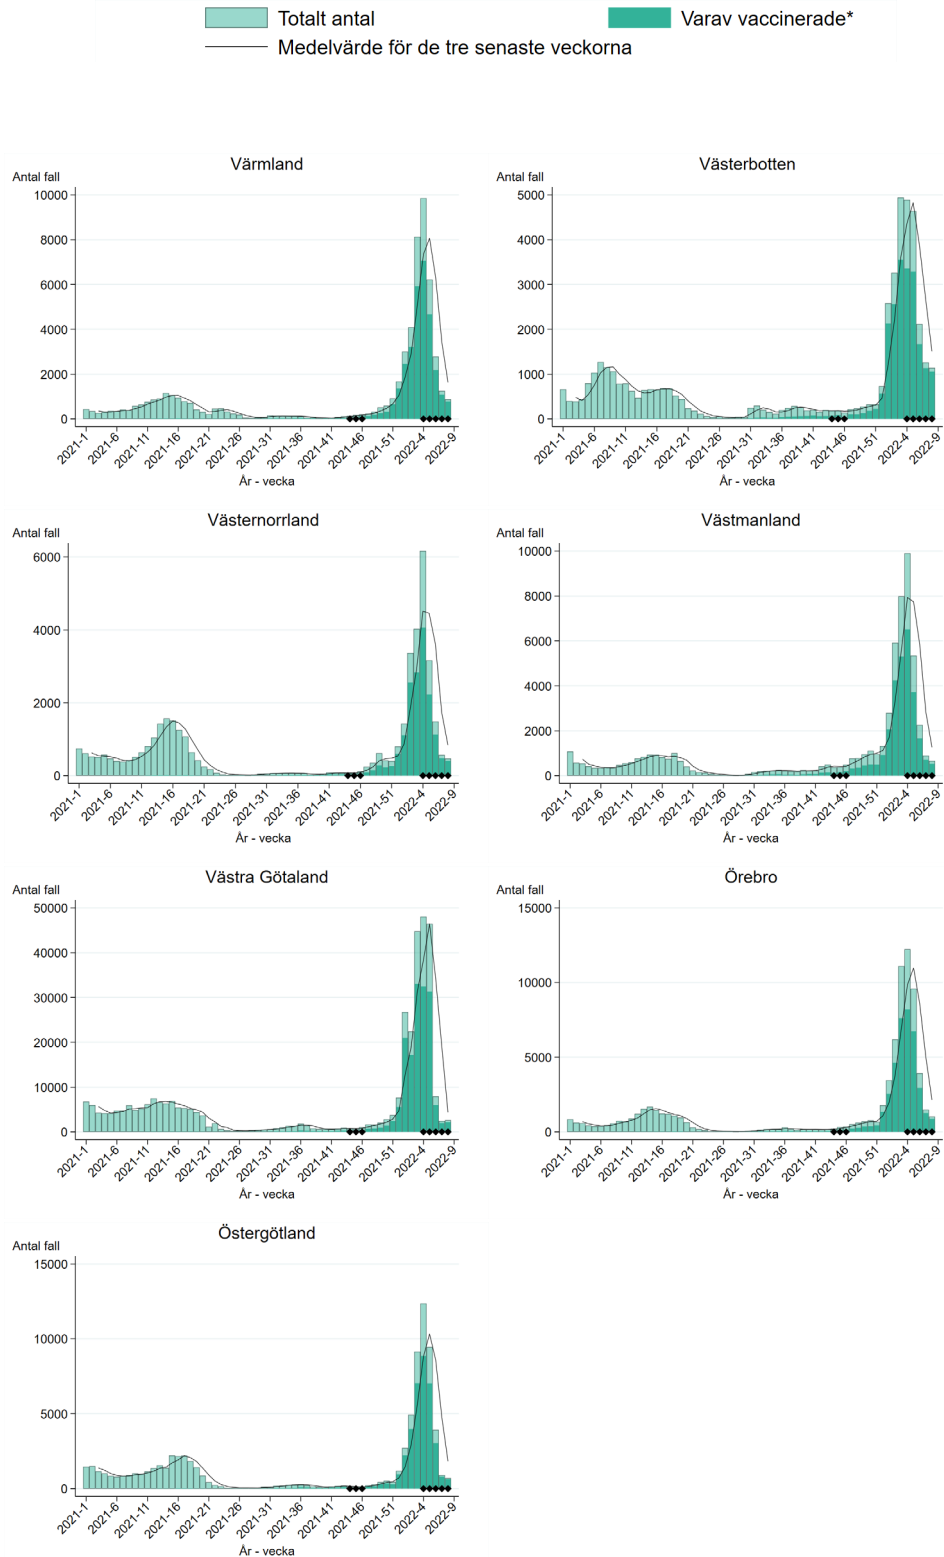 Totalt antal
Varav vaccinerade*
Medelvärde för de tre senaste veckorna
Värmland
Antal fall
10000
8000
6000
4000
2000
0
2021-1 2021-6 2021-11 2021-16 2021-21 2021-26 2021-31 2021-36 2021-41 2021-46 2021-51 2022-4 2022-9
År - vecka
Västerbotten
Antal fall
5000
4000
3000
2000
1000
0
2021-1 2021-6 2021-11 2021-16 2021-21 2021-26 2021-31 2021-36 2021-41 2021-46 2021-51 2022-4 2022-9
År - vecka
Västernorrland
Antal fall
6000
4000
2000
0
2021-1 2021-6 2021-11 2021-16 2021-21 2021-26 2021-31 2021-36 2021-41 2021-46 2021-51 2022-4 2022-9
År - vecka
Västmanland
Antal fall
10000
8000
6000
4000
2000
0
2021-1 2021-6 2021-11 2021-16 2021-21 2021-26 2021-31 2021-36 2021-41 2021-46 2021-51 2022-4 2022-9
År - vecka
Västra Götaland
Antal fall
50000
40000
30000
20000
10000
0
2021-1 2021-6 2021-11 2021-16 2021-21 2021-26 2021-31 2021-36 2021-41 2021-46 2021-51 2022-4 2022-9
År - vecka
Örebro
Antal fall
15000
10000
5000
0
2021-1 2021-6 2021-11 2021-16 2021-21 2021-26 2021-31 2021-36 2021-41 2021-46 2021-51 2022-4 2022-9
År - vecka
Östergötland
Antal fall
15000
10000
5000
0
2021-1 2021-6 2021-11 2021-16 2021-21 2021-26 2021-31 2021-36 2021-41 2021-46 2021-51 2022-4 2022-9
År - vecka